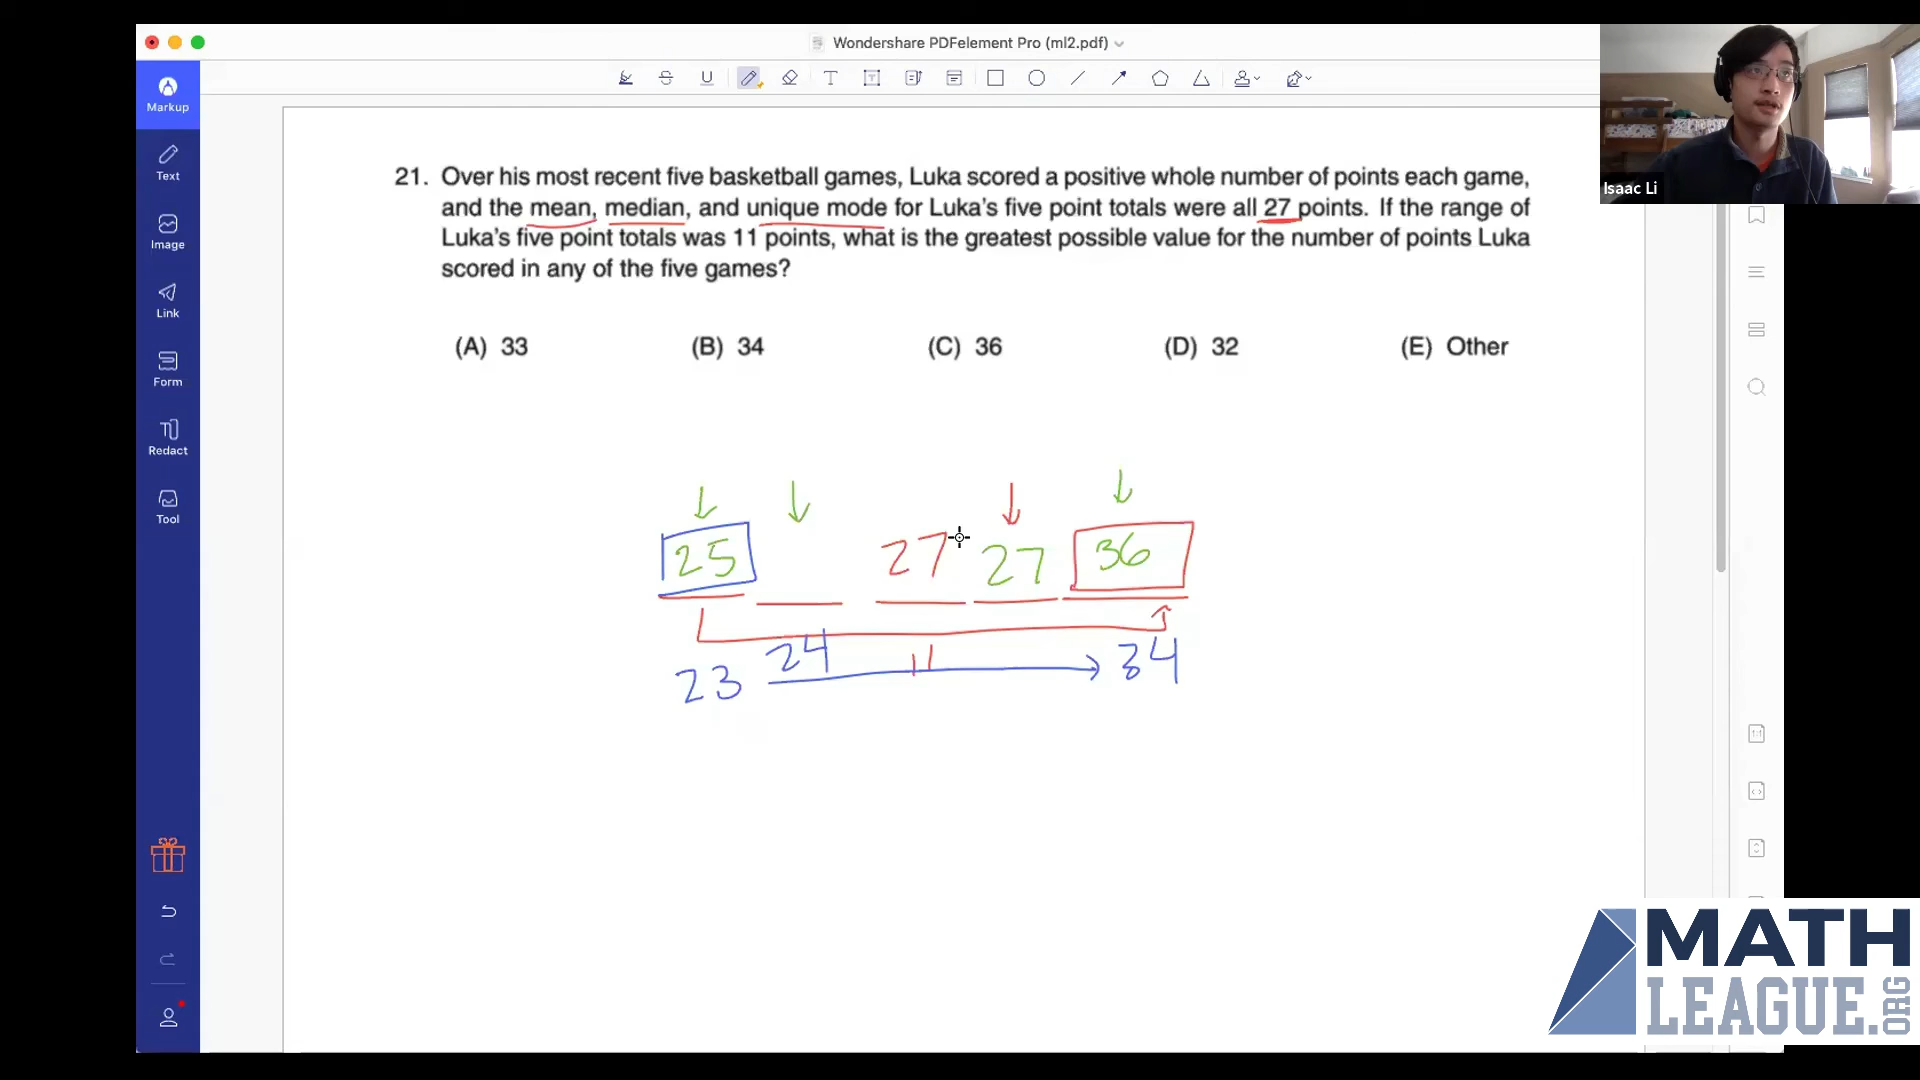 Wondershare PDFelement Pro (ml2.pdf)
Markup
Text
Image
Link
Form
Redact
Tool
Isaac Li
21. Over his most recent five basketball games, Luka scored a positive whole number of points each game,
and the mean, median, and unique mode for Luka's five point totals were all 27 points. If the range of
Luka's five point totals was 11 points, what is the greatest possible value for the number of points Luka
scored in any of the five games?
(A) 33 (B) 34 (C) 36 (D) 32 (E) Other
25 27 27 36
23 24 11 34
MATH
LEAGUE.ORG